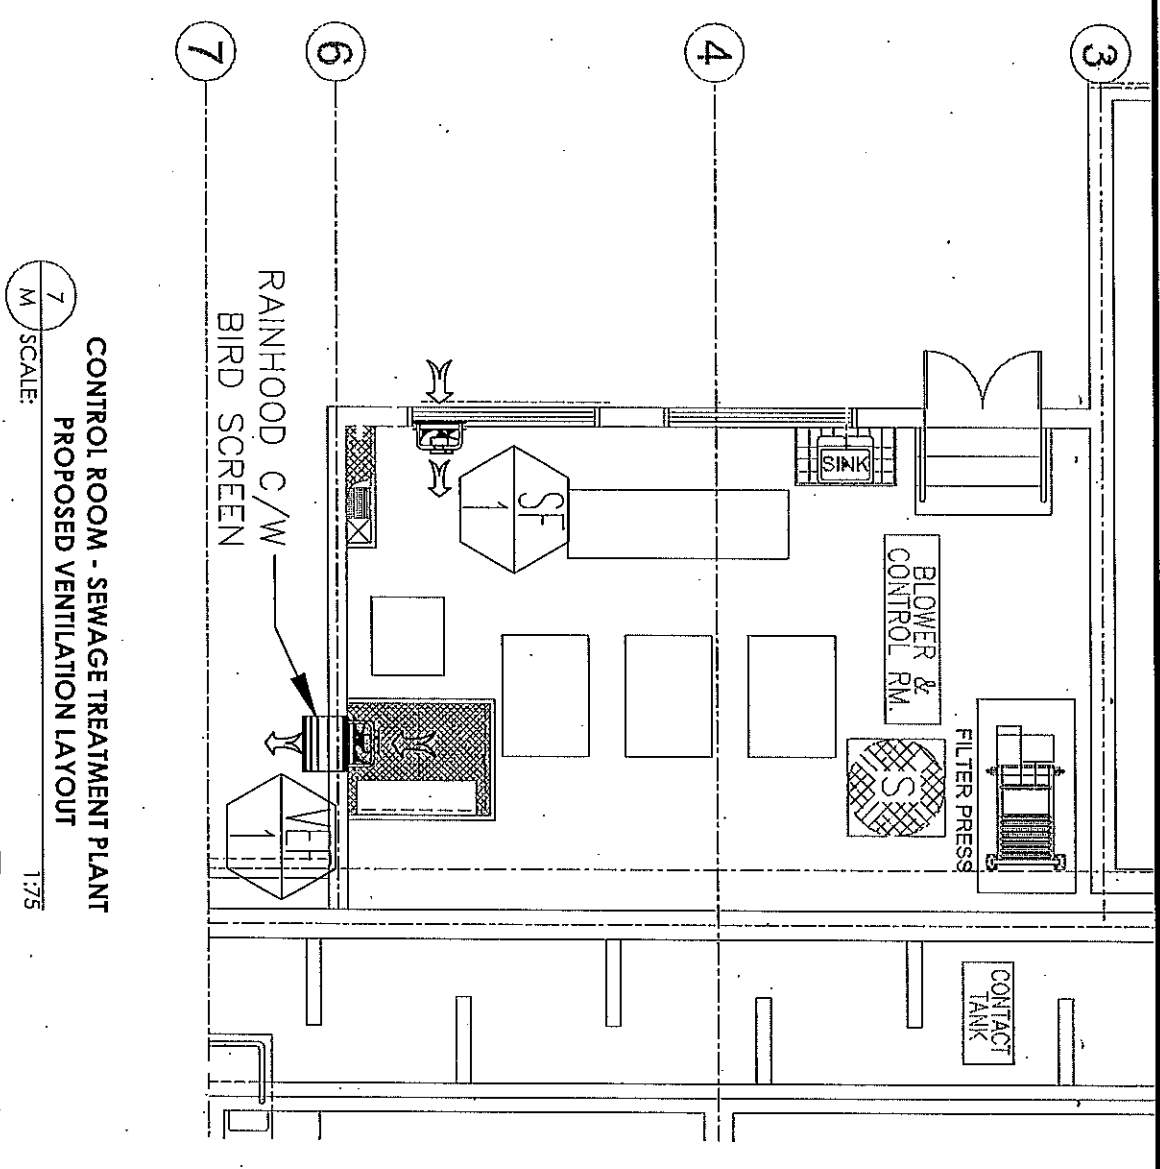 3
4
6
7
SINK
SF
1
BLOWER &
CONTROL RM.
S
FILTER PRESS
CONTACT
TANK
RAINHOOD C/W
BIRD SCREEN
1
CONTROL ROOM - SEWAGE TREATMENT PLANT
PROPOSED VENTILATION LAYOUT
7
M
SCALE:
1:75